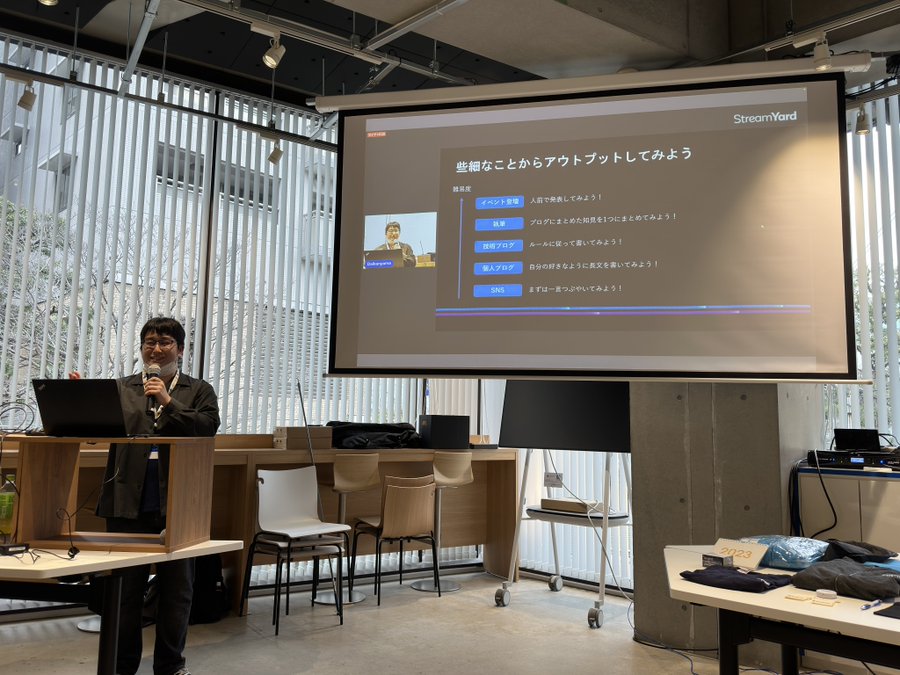 StreamYard
些細なことからアウトプットしてみよう
難易度
イベント登壇 人前で発表してみよう！
執筆 ブログにまとめた知見を1つにまとめてみよう！
技術ブログ ルールに従って書いてみよう！
個人ブログ 自分の好きなように長文を書いてみよう！
SNS まずは一言つぶやいてみよう！
Daikanyama
2023